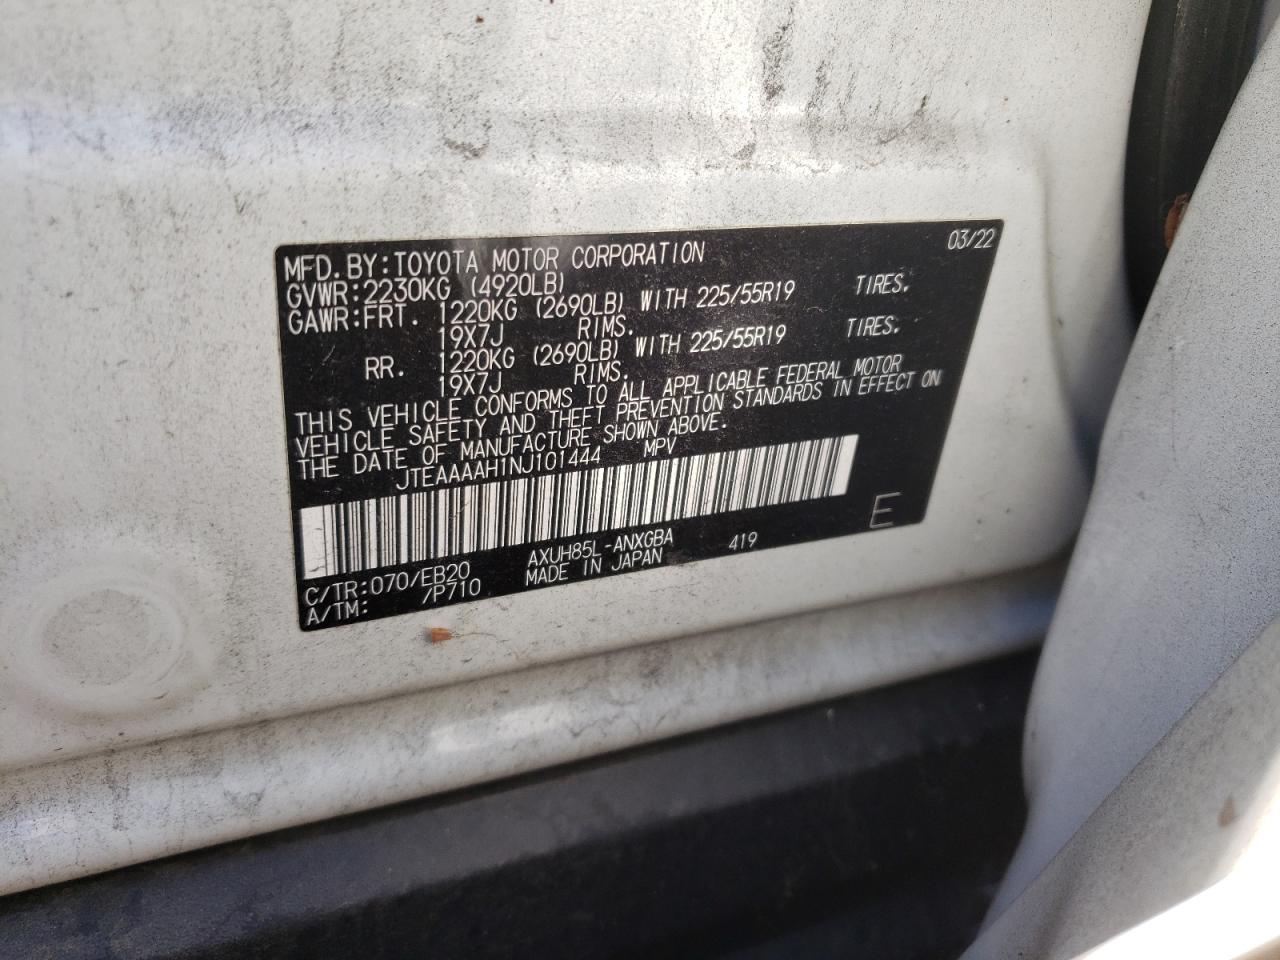 03/22
MFD.BY:TOYOTA MOTOR CORPORATION
GVWR:2230KG (4920LB)
GAWR:FRT. 1220KG (2690LB) WITH 225/55R19 TIRES.
19X7J RIMS.
RR. 1220KG (2690LB) WITH 225/55R19 TIRES.
19X7J RIMS.
THIS VEHICLE CONFORMS TO ALL APPLICABLE FEDERAL MOTOR
VEHICLE SAFETY AND THEFT PREVENTION STANDARDS IN EFFECT ON
THE DATE OF MANUFACTURE SHOWN ABOVE.
JTEAAAAH1NJ101444 MPV
E
C/TR:070/EB20 AXUH85L-ANXGBA 419
A/TM: /P710 MADE IN JAPAN